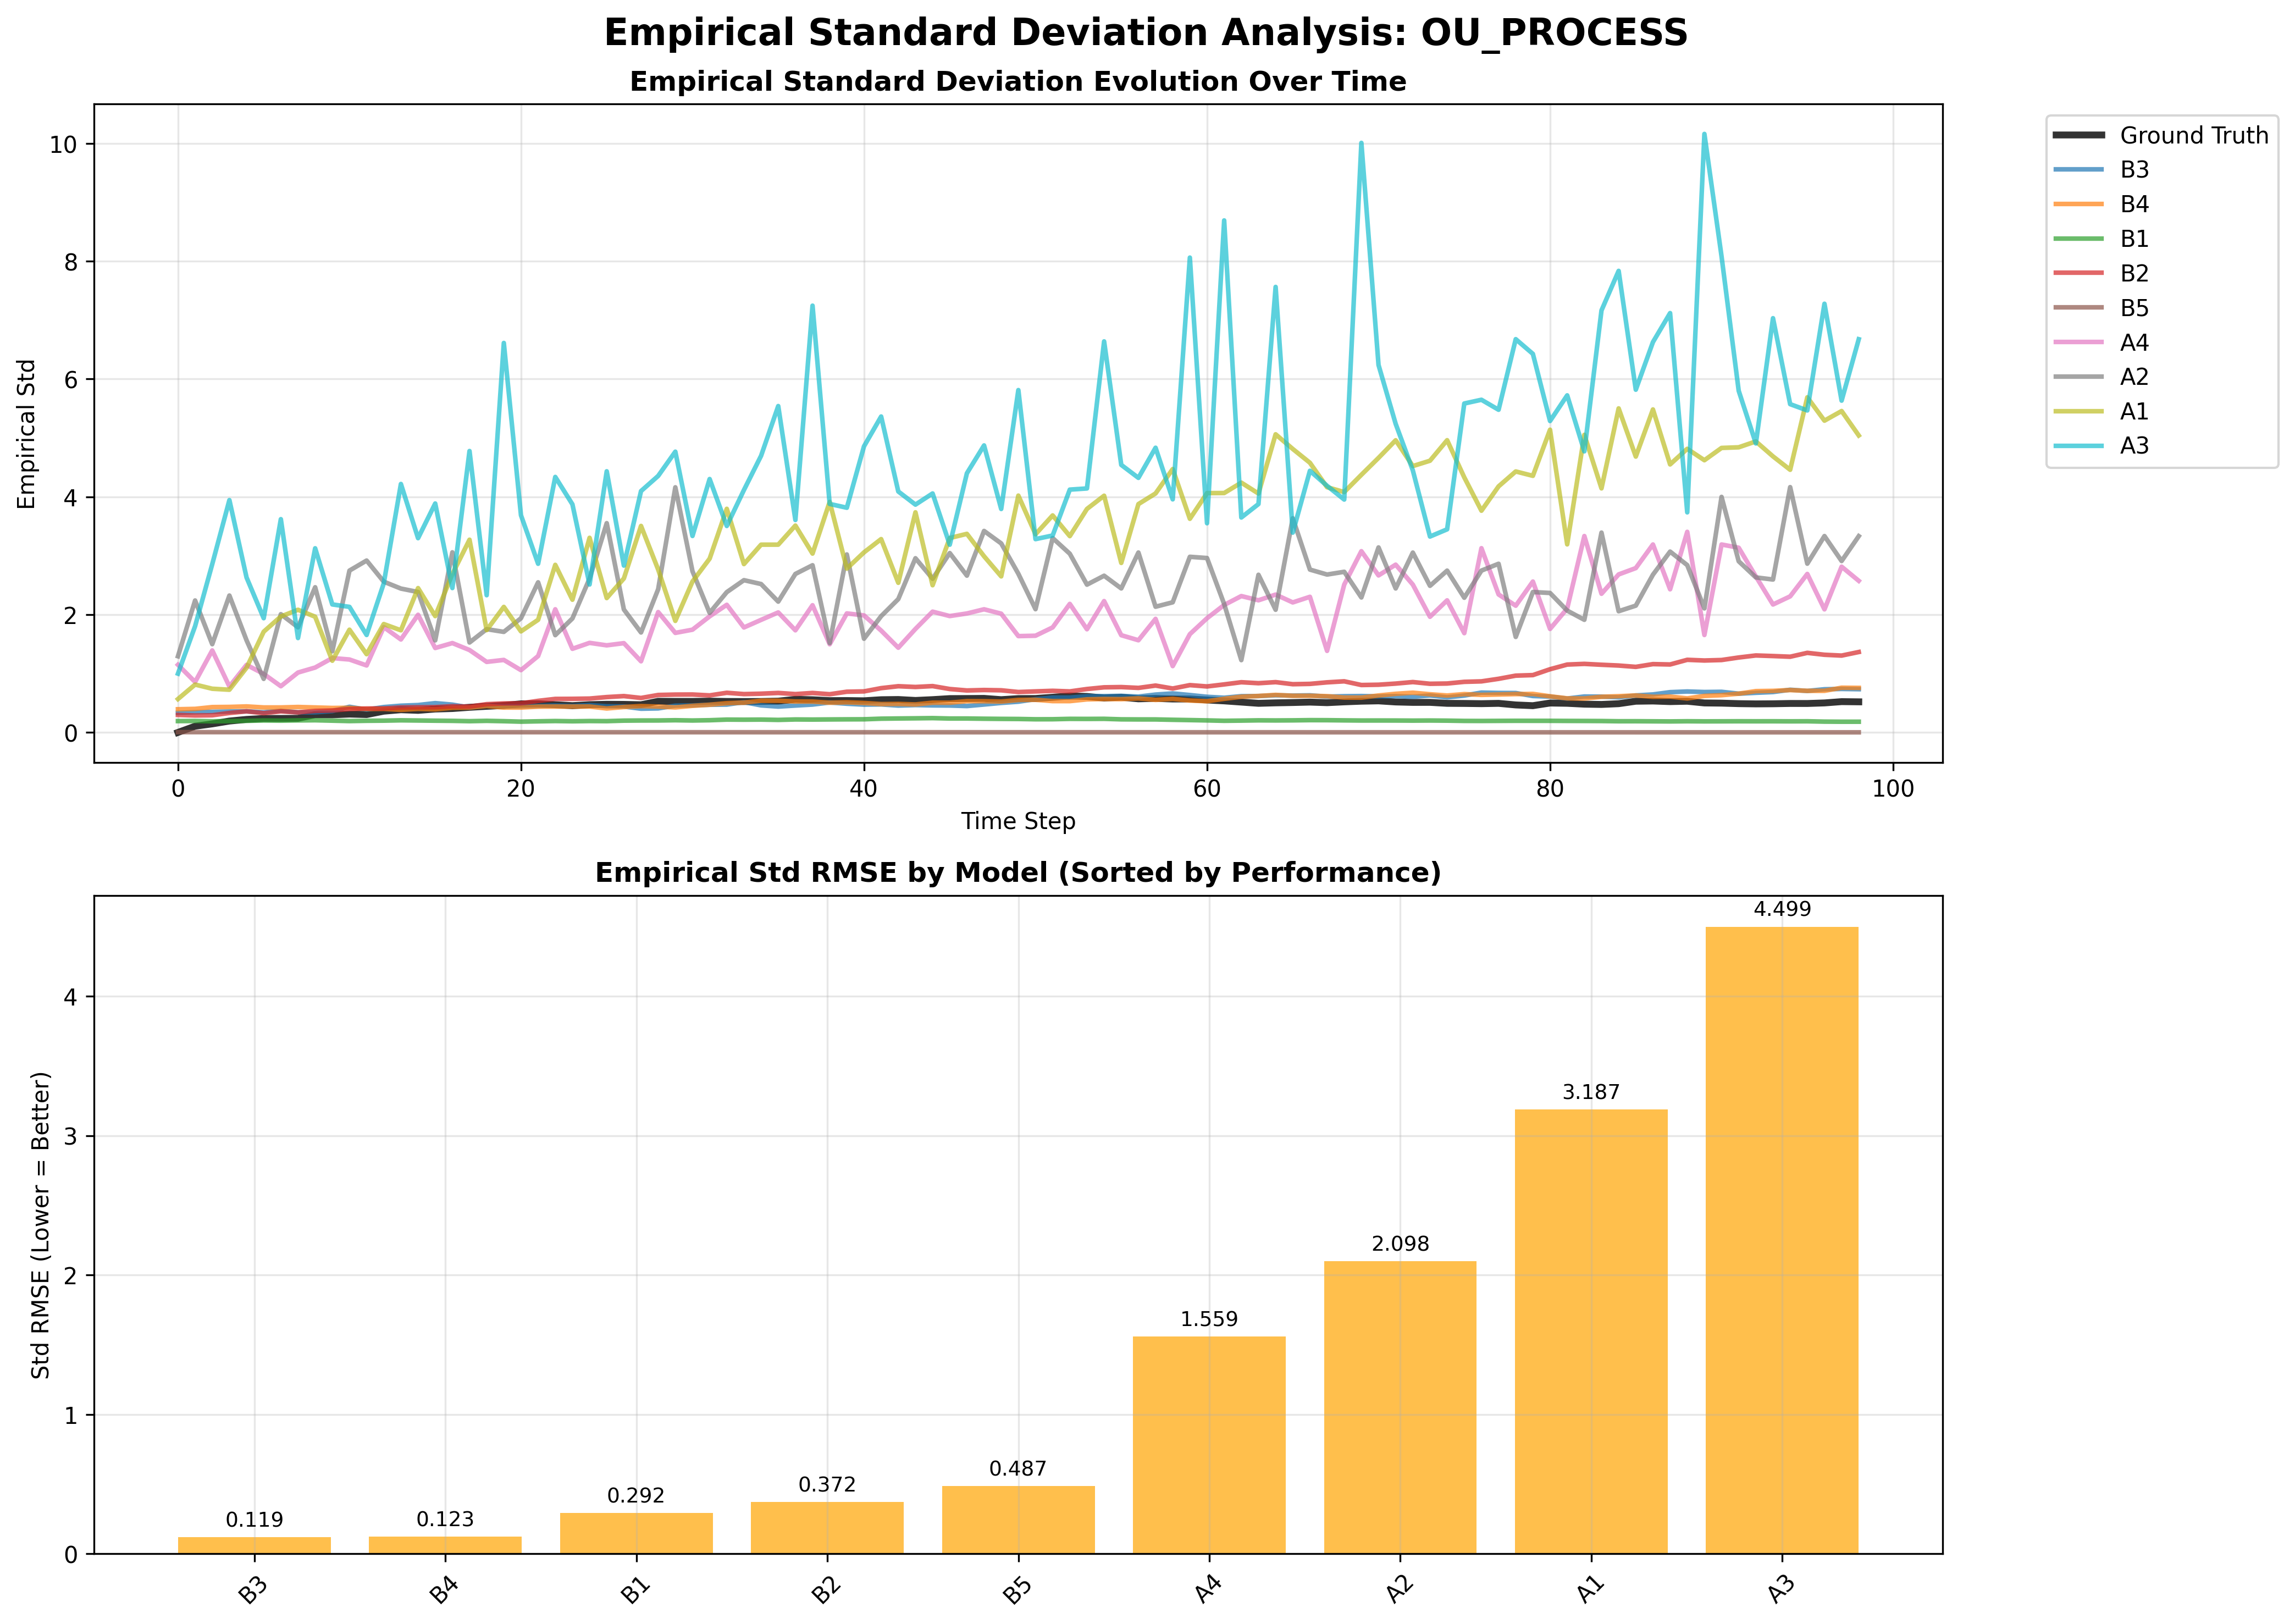 Empirical Standard Deviation Analysis: OU_PROCESS
Empirical Standard Deviation Evolution Over Time
Empirical Std
10
8
6
4
2
0
0 20 40 60 80 100
Time Step
Ground Truth
B3
B4
B1
B2
B5
A4
A2
A1
A3
Empirical Std RMSE by Model (Sorted by Performance)
Std RMSE (Lower = Better)
4
3
2
1
0
0.119
0.123
0.292
0.372
0.487
1.559
2.098
3.187
4.499
B3 B4 B1 B2 B5 A4 A2 A1 A3